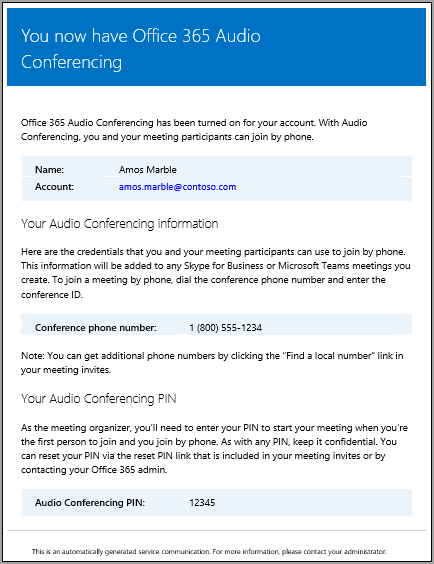 You now have Office 365 Audio
Conferencing
Office 365 Audio Conferencing has been turned on for your account. With Audio
Conferencing, you and your meeting participants can join by phone.
Name: Amos Marble
Account: amos.marble@contoso.com
Your Audio Conferencing information
Here are the credentials that you and your meeting participants can use to join by phone.
This information will be added to any Skype for Business or Microsoft Teams meetings you
create. To join a meeting by phone, dial the conference phone number and enter the
conference ID.
Conference phone number: 1 (800) 555-1234
Note: You can get additional phone numbers by clicking the “Find a local number” link in
your meeting invites.
Your Audio Conferencing PIN
As the meeting organizer, you’ll need to enter your PIN to start your meeting when you’re
the first person to join and you join by phone. As with any PIN, keep it confidential. You
can reset your PIN via the reset PIN link that is included in your meeting invites or by
contacting your Office 365 admin.
Audio Conferencing PIN: 12345
This is an automatically generated service communication. For more information, please contact your administrator.